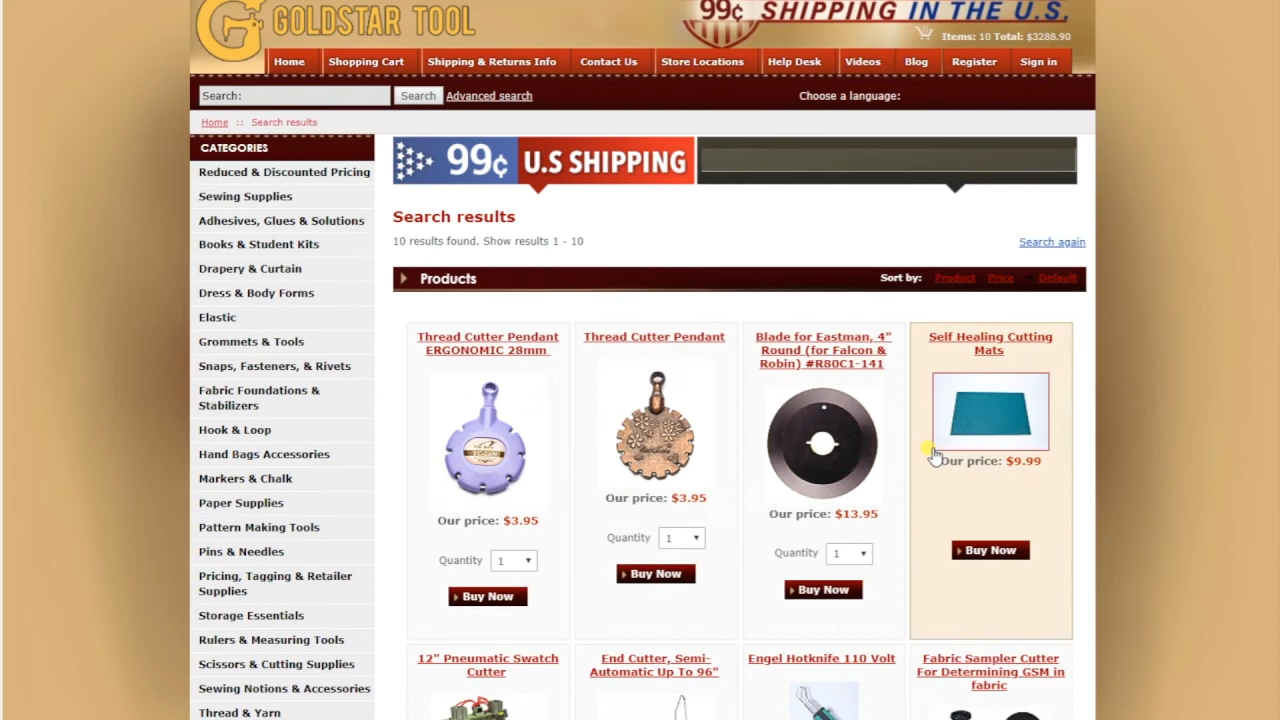 GOLDSTAR TOOL
99¢ SHIPPING IN THE U.S.
Items: 10 Total: $3288.90
Home Shopping Cart Shipping & Returns Info Contact Us Store Locations Help Desk Videos Blog Register Sign in
Search: Search Advanced search Choose a language:
Home :: Search results
CATEGORIES
Reduced & Discounted Pricing
Sewing Supplies
Adhesives, Glues & Solutions
Books & Student Kits
Drapery & Curtain
Dress & Body Forms
Elastic
Grommets & Tools
Snaps, Fasteners, & Rivets
Fabric Foundations &
Stabilizers
Hook & Loop
Hand Bags Accessories
Markers & Chalk
Paper Supplies
Pattern Making Tools
Pins & Needles
Pricing, Tagging & Retailer
Supplies
Storage Essentials
Rulers & Measuring Tools
Scissors & Cutting Supplies
Sewing Notions & Accessories
Thread & Yarn
99¢ U.S SHIPPING
Search results
10 results found. Show results 1 - 10
Search again
Products
Sort by: Product Price Default
Thread Cutter Pendant
ERGONOMIC 28mm
Our price: $3.95
Quantity 1
Buy Now
Thread Cutter Pendant
Our price: $3.95
Quantity 1
Buy Now
Blade for Eastman, 4"
Round (for Falcon &
Robin) #R80C1-141
Our price: $13.95
Quantity 1
Buy Now
Self Healing Cutting
Mats
Our price: $9.99
Buy Now
12" Pneumatic Swatch
Cutter
End Cutter, Semi-
Automatic Up To 96"
Engel Hotknife 110 Volt
Fabric Sampler Cutter
For Determining GSM in
fabric